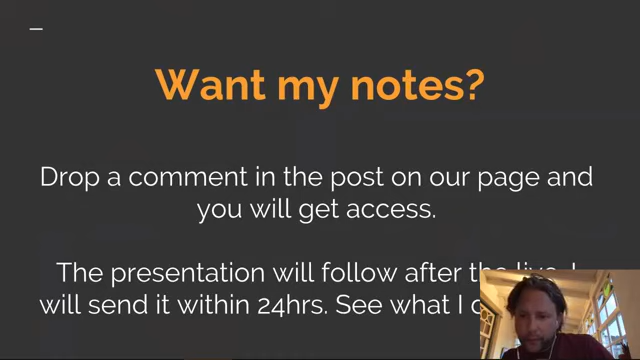 Want my notes?
Drop a comment in the post on our page and
you will get access.
The presentation will follow after the live. I
will send it within 24hrs. See what I